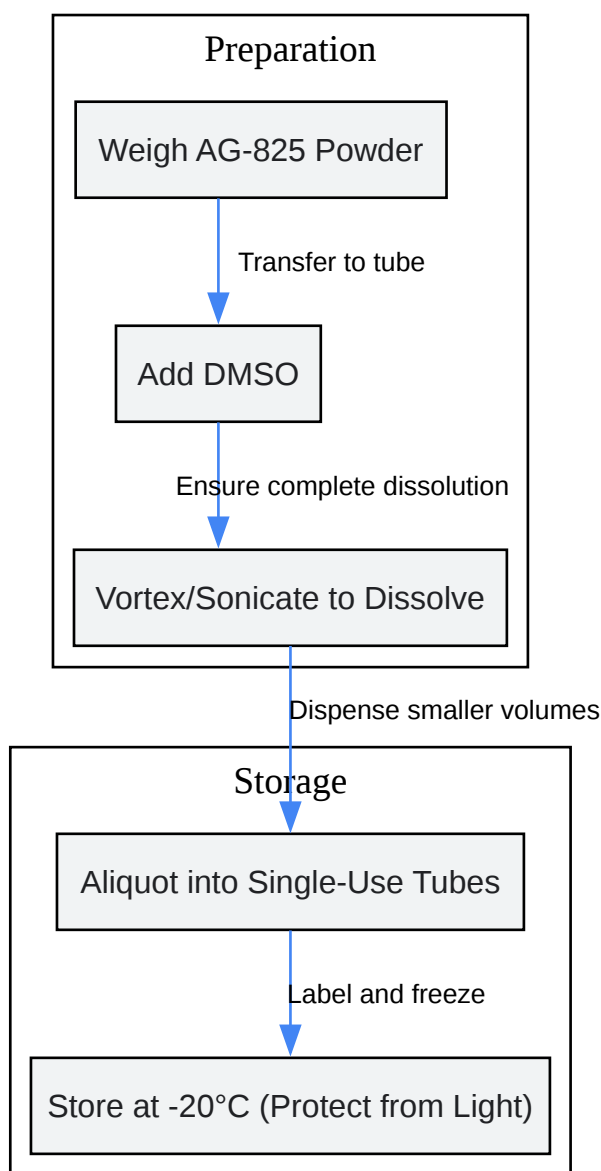 Preparation
Weigh AG-825 Powder
Transfer to tube
Add DMSO
Ensure complete dissolution
Vortex/Sonicate to Dissolve
Dispense smaller volumes
Storage
Aliquot into Single-Use Tubes
Label and freeze
Store at -20°C (Protect from Light)